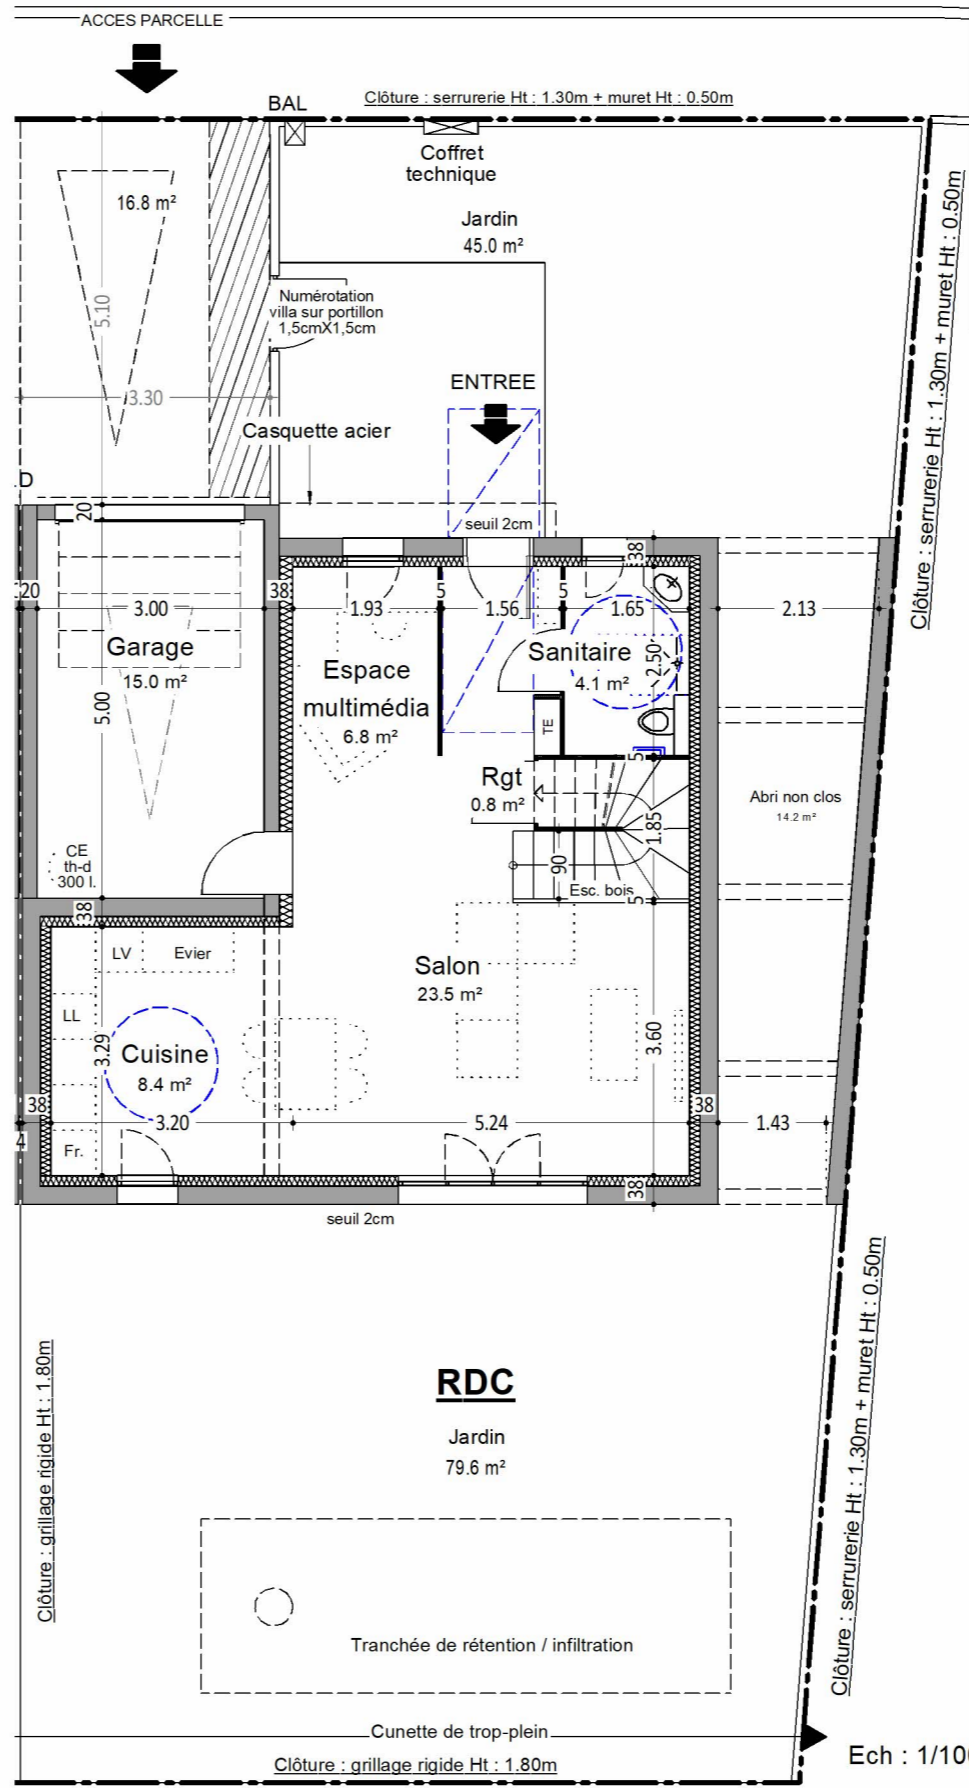 ACCES PARCELLE
BAL
Clôture : serrurerie Ht : 1.30m + muret Ht : 0.50m
Coffret
technique
16.8 m²
Jardin
45.0 m²
Clôture : serrurerie Ht : 1.30m + muret Ht : 0.50m
5.10
Numérotation
villa sur portillon
1,5cmX1,5cm
3.30
ENTREE
Casquette acier
.D
20
seuil 2cm
38
20
3.00
38
1.93
5
1.56
5
1.65
2.13
Garage
15.0 m²
5.00
Espace
multimédia
6.8 m²
Sanitaire
4.1 m²
2.50
TE
5
Rgt
0.8 m²
Abri non clos
14.2 m²
1.85
90
Esc. bois
5
CE
th-d
300 l.
38
LV
Evier
Salon
23.5 m²
LL
3.29
Cuisine
8.4 m²
3.60
38
3.20
5.24
38
1.43
4
Fr.
38
seuil 2cm
Clôture : grillage rigide Ht : 1.80m
RDC
Jardin
79.6 m²
Clôture : serrurerie Ht : 1.30m + muret Ht : 0.50m
Tranchée de rétention / infiltration
Cunette de trop-plein
Clôture : grillage rigide Ht : 1.80m
Ech : 1/100